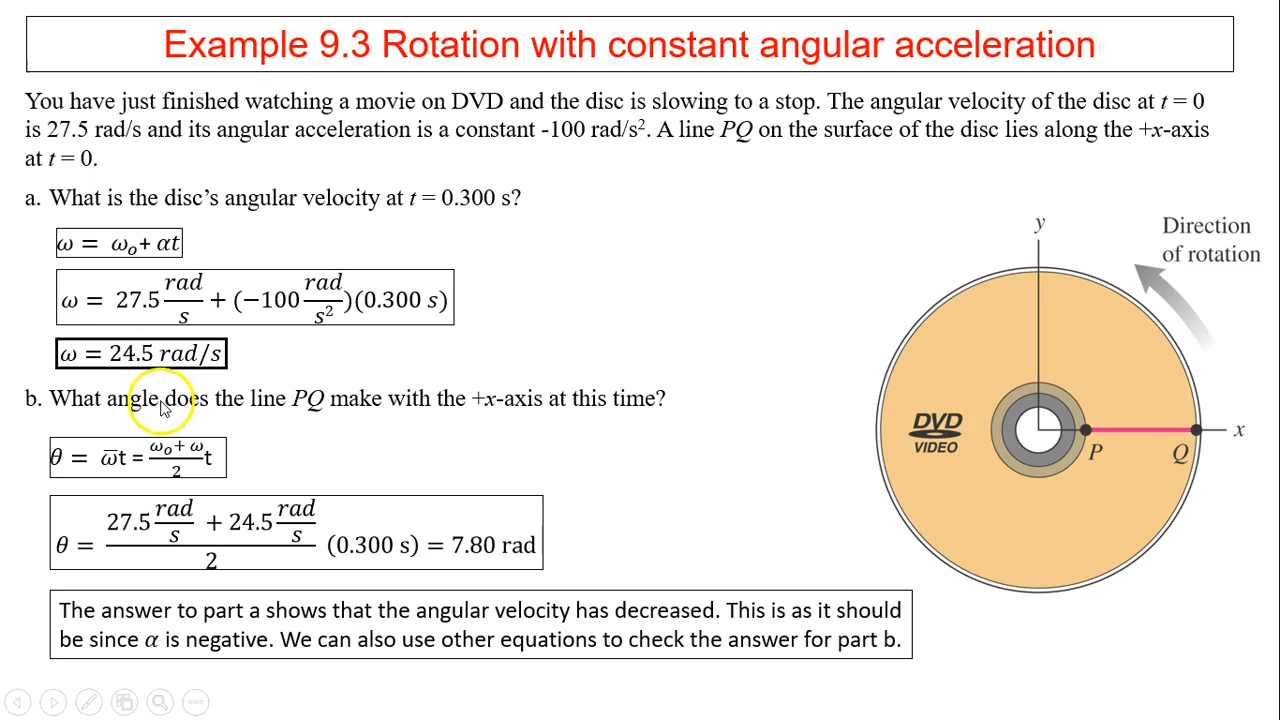 Example 9.3 Rotation with constant angular acceleration
You have just finished watching a movie on DVD and the disc is slowing to a stop. The angular velocity of the disc at t = 0
is 27.5 rad/s and its angular acceleration is a constant -100 rad/s². A line PQ on the surface of the disc lies along the +x-axis
at t = 0.
a. What is the disc's angular velocity at t = 0.300 s?
ω = ωₒ+ αt
ω = 27.5 rad/s + (−100 rad/s²)(0.300 s)
ω = 24.5 rad/s
b. What angle does the line PQ make with the +x-axis at this time?
θ = ω̅t = (ωₒ+ ω)/2 t
θ = (27.5 rad/s + 24.5 rad/s)/2 (0.300 s) = 7.80 rad
The answer to part a shows that the angular velocity has decreased. This is as it should
be since α is negative. We can also use other equations to check the answer for part b.
y
Direction
of rotation
DVD
VIDEO
P
Q
x